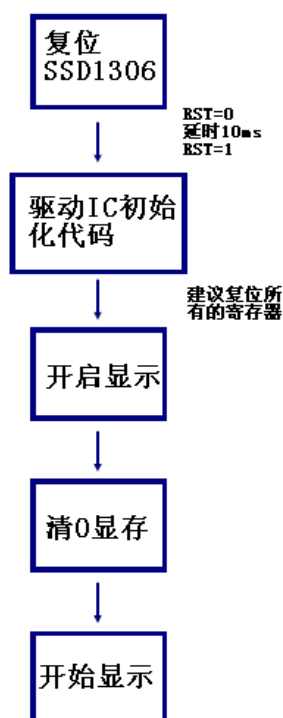 复位
SSD1306
RST=0
延时10ms
RST=1
驱动IC初始
化代码
建议复位所
有的寄存器
开启显示
清0显存
开始显示